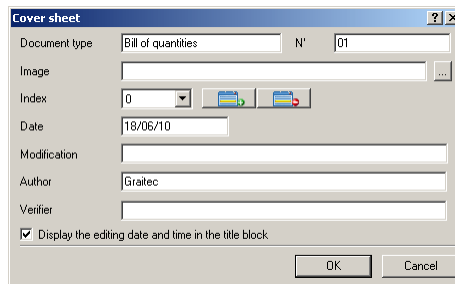 Cover sheet
Document type Bill of quantities N' 01
Image ...
Index 0
Date 18/06/10
Modification
Author Graitec
Verifier
Display the editing date and time in the title block
OK Cancel